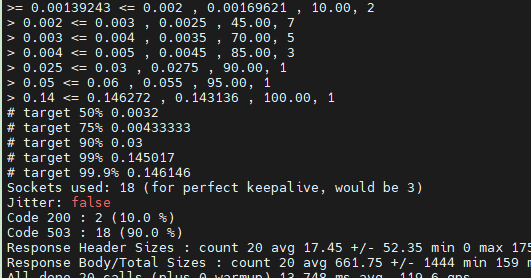 >= 0.00139243 <= 0.002 , 0.00169621 , 10.00, 2
> 0.002 <= 0.003 , 0.0025 , 45.00, 7
> 0.003 <= 0.004 , 0.0035 , 70.00, 5
> 0.004 <= 0.005 , 0.0045 , 85.00, 3
> 0.025 <= 0.03 , 0.0275 , 90.00, 1
> 0.05 <= 0.06 , 0.055 , 95.00, 1
> 0.14 <= 0.146272 , 0.143136 , 100.00, 1
# target 50% 0.0032
# target 75% 0.00433333
# target 90% 0.03
# target 99% 0.145017
# target 99.9% 0.146146
Sockets used: 18 (for perfect keepalive, would be 3)
Jitter: false
Code 200 : 2 (10.0 %)
Code 503 : 18 (90.0 %)
Response Header Sizes : count 20 avg 17.45 +/- 52.35 min 0 max 175
Response Body/Total Sizes : count 20 avg 661.75 +/- 1444 min 159 m
All done 20 calls (plus 0 warmup) 13.748 ms avg, 119.6 qps